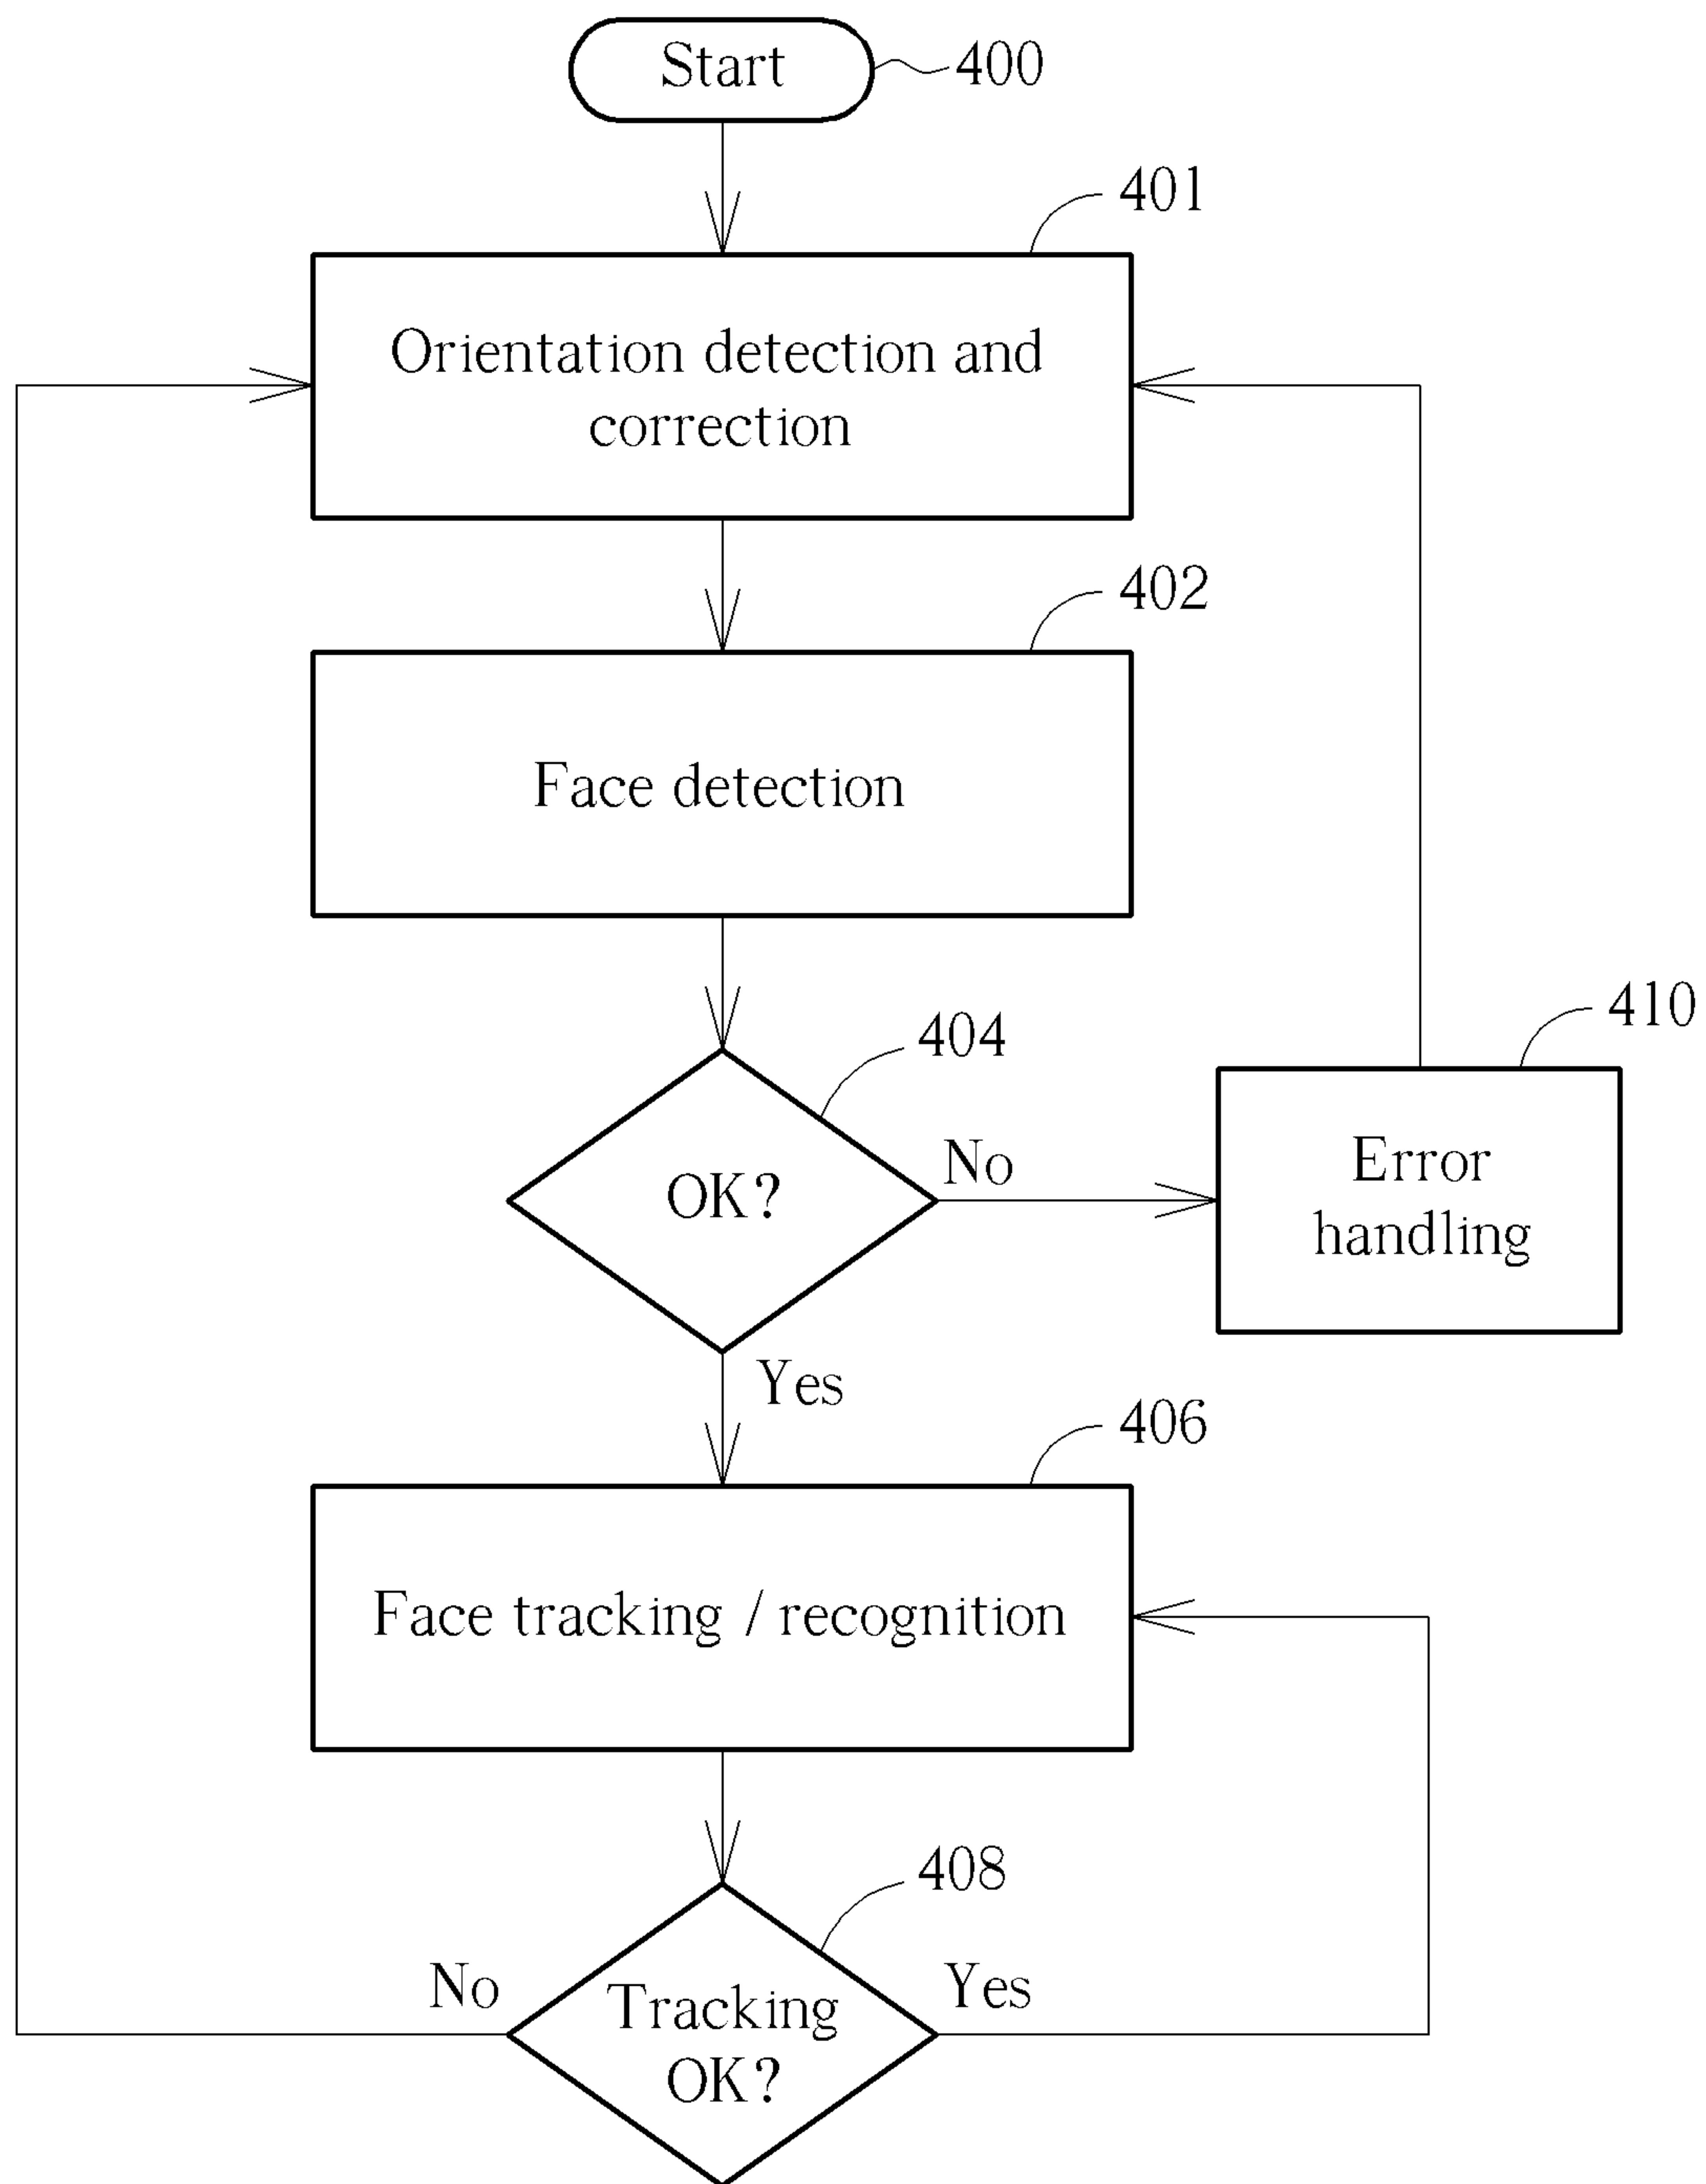 Start
400
401
Orientation detection and
correction
402
Face detection
404
410
OK?
No
Error
handling
Yes
406
Face tracking / recognition
408
No
Yes
Tracking
OK?